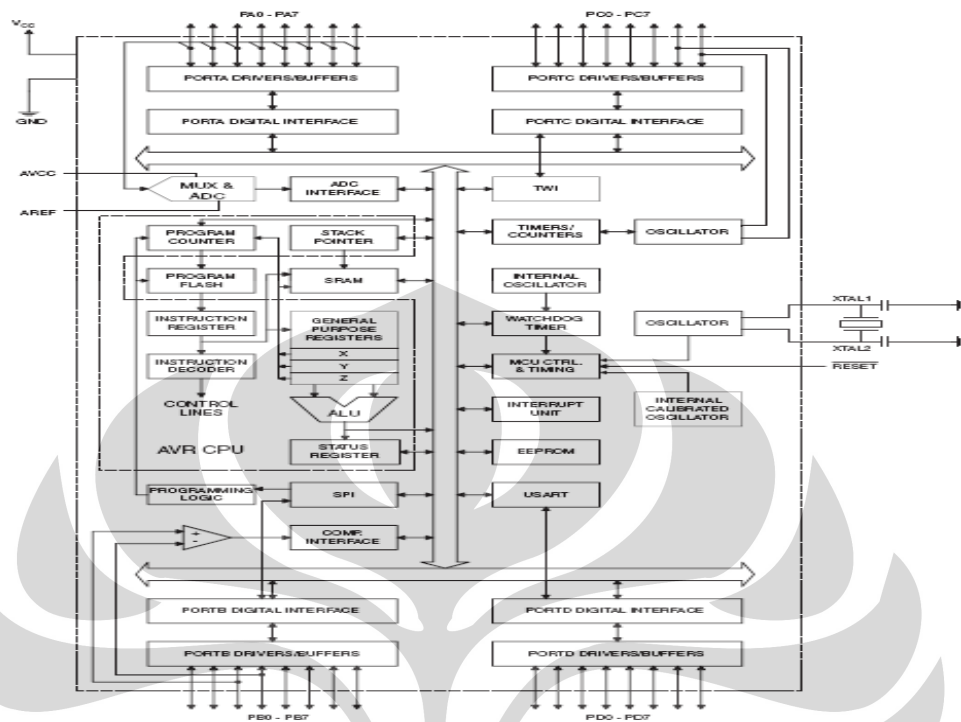 PA0 - PA7
PC0 - PC7
VCC
PORTA DRIVERS/BUFFERS
PORTC DRIVERS/BUFFERS
GND
PORTA DIGITAL INTERFACE
PORTC DIGITAL INTERFACE
AVCC
MUX &
ADC
ADC
INTERFACE
TWI
AREF
PROGRAM
COUNTER
STACK
POINTER
TIMERS/
COUNTERS
OSCILLATOR
PROGRAM
FLASH
SRAM
INTERNAL
OSCILLATOR
XTAL1
INSTRUCTION
REGISTER
GENERAL
PURPOSE
REGISTERS
WATCHDOG
TIMER
OSCILLATOR
X
XTAL2
INSTRUCTION
DECODER
Y
Z
MCU CTRL.
& TIMING
RESET
CONTROL
LINES
ALU
INTERRUPT
UNIT
INTERNAL
CALIBRATED
OSCILLATOR
AVR CPU
STATUS
REGISTER
EEPROM
PROGRAMMING
LOGIC
SPI
USART
+
-
COMP.
INTERFACE
PORTB DIGITAL INTERFACE
PORTD DIGITAL INTERFACE
PORTB DRIVERS/BUFFERS
PORTD DRIVERS/BUFFERS
PB0 - PB7
PD0 - PD7